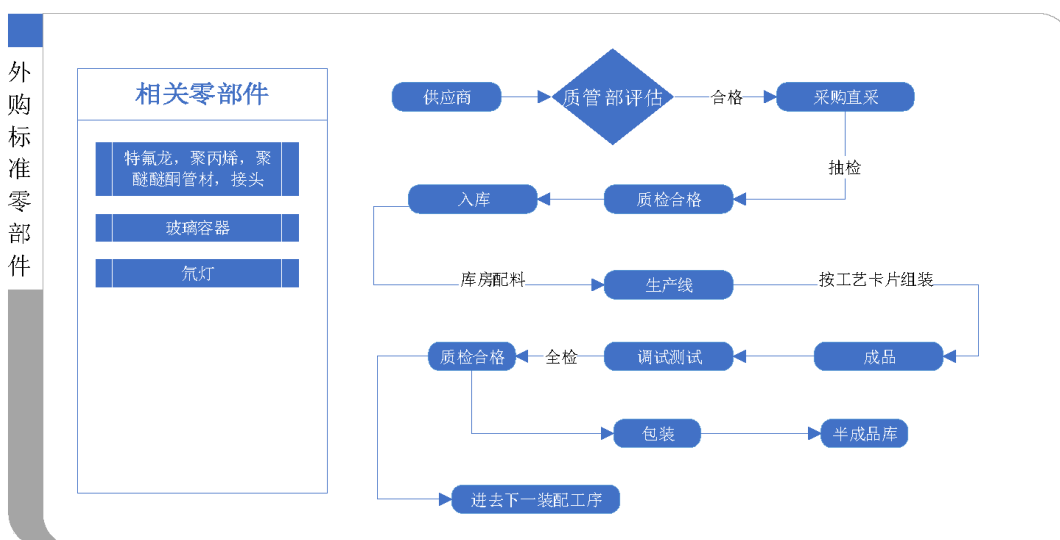 外购标准零部件
相关零部件
特氟龙，聚丙烯，聚
醚醚酮管材，接头
玻璃容器
氘灯
供应商
质管部评估
合格
采购直采
抽检
入库
质检合格
库房配料
生产线
按工艺卡片组装
质检合格
全检
调试测试
成品
包装
半成品库
进去下一装配工序